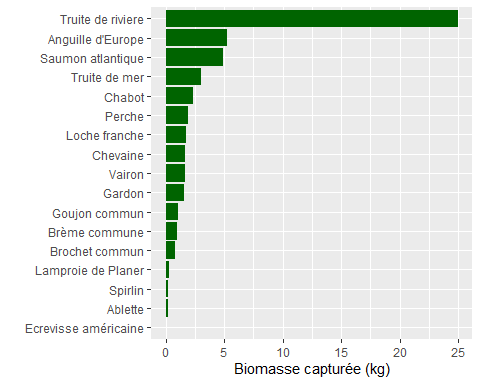 Truite de riviere
Anguille d'Europe
Saumon atlantique
Truite de mer
Chabot
Perche
Loche franche
Chevaine
Vairon
Gardon
Goujon commun
Brème commune
Brochet commun
Lamproie de Planer
Spirlin
Ablette
Ecrevisse américaine
0 5 10 15 20 25
Biomasse capturée (kg)